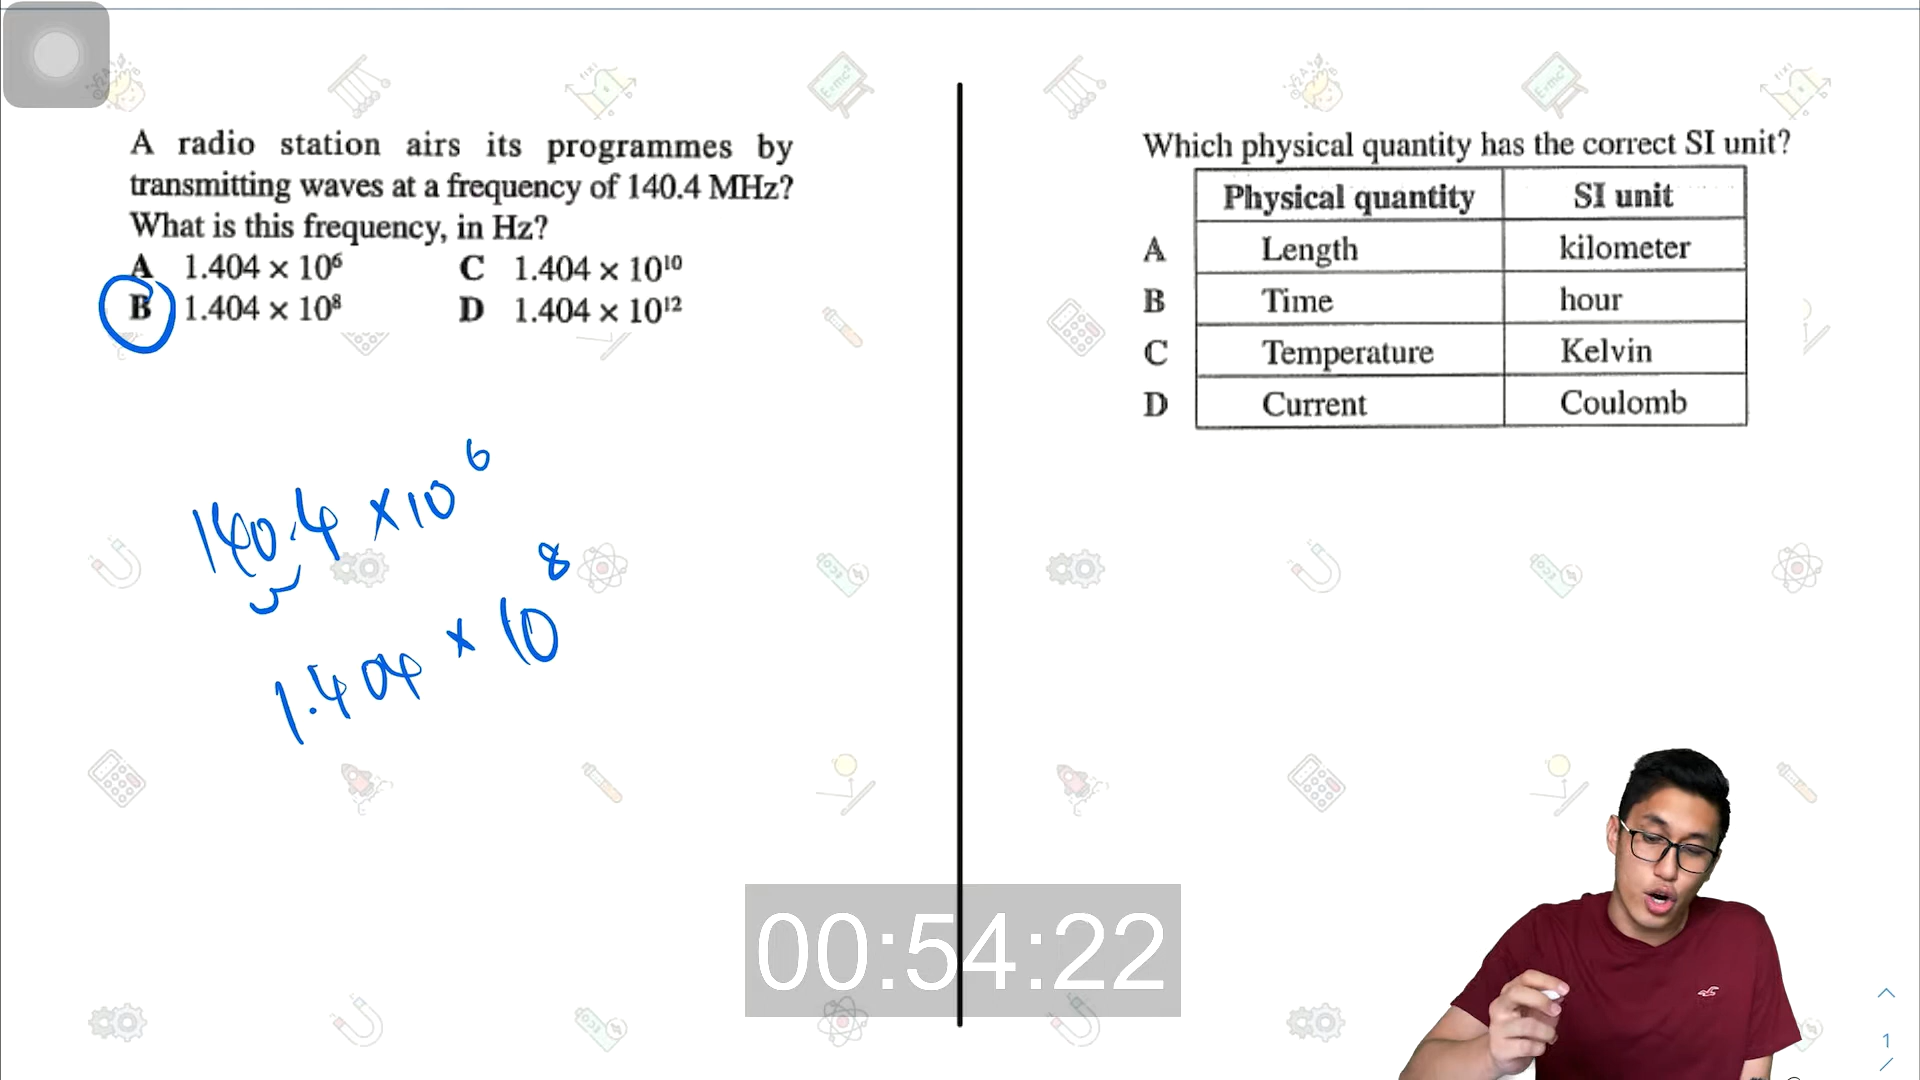 A radio station airs its programmes by
transmitting waves at a frequency of 140.4 MHz?
What is this frequency, in Hz?
A 1.404 × 10⁶ C 1.404 × 10¹⁰
B 1.404 × 10⁸ D 1.404 × 10¹²
140.4 × 10⁶
1.404 × 10⁸
Which physical quantity has the correct SI unit?
Physical quantity SI unit
A Length kilometer
B Time hour
C Temperature Kelvin
D Current Coulomb
00:54:22
1